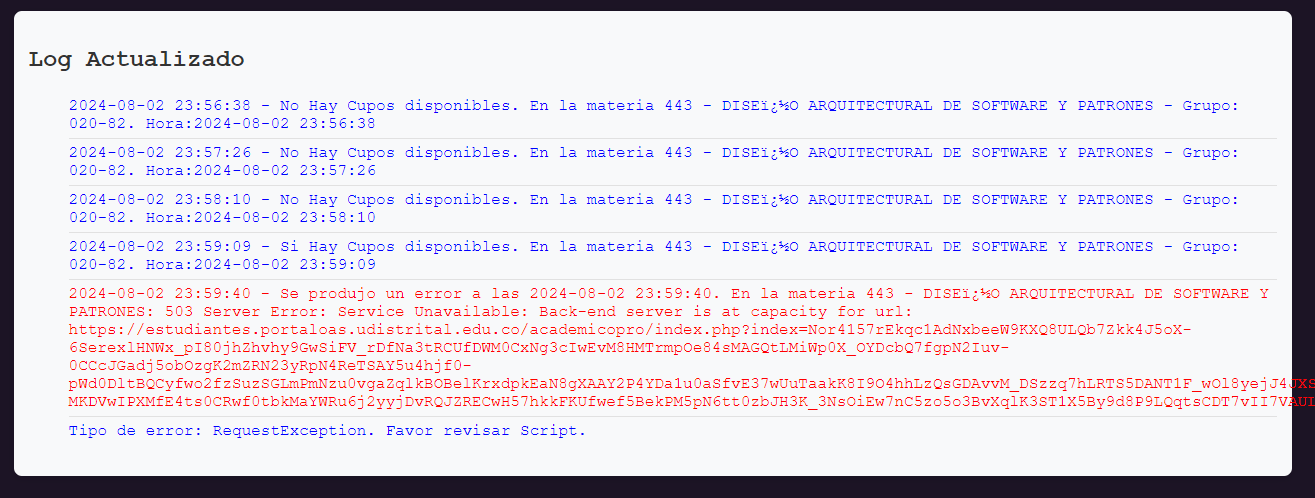 Log Actualizado
2024-08-02 23:56:38 - No Hay Cupos disponibles. En la materia 443 - DISEï¿½O ARQUITECTURAL DE SOFTWARE Y PATRONES - Grupo:
020-82. Hora:2024-08-02 23:56:38
2024-08-02 23:57:26 - No Hay Cupos disponibles. En la materia 443 - DISEï¿½O ARQUITECTURAL DE SOFTWARE Y PATRONES - Grupo:
020-82. Hora:2024-08-02 23:57:26
2024-08-02 23:58:10 - No Hay Cupos disponibles. En la materia 443 - DISEï¿½O ARQUITECTURAL DE SOFTWARE Y PATRONES - Grupo:
020-82. Hora:2024-08-02 23:58:10
2024-08-02 23:59:09 - Si Hay Cupos disponibles. En la materia 443 - DISEï¿½O ARQUITECTURAL DE SOFTWARE Y PATRONES - Grupo:
020-82. Hora:2024-08-02 23:59:09
2024-08-02 23:59:40 - Se produjo un error a las 2024-08-02 23:59:40. En la materia 443 - DISEï¿½O ARQUITECTURAL DE SOFTWARE Y
PATRONES: 503 Server Error: Service Unavailable: Back-end server is at capacity for url:
https://estudiantes.portaloas.udistrital.edu.co/academicopro/index.php?index=Nor4157rEkqc1AdNxbeeW9KXQ8ULQb7Zkk4J5oX-
6SerexlHNWx_pI80jhZhvhy9GwSiFV_rDfNa3tRCUfDWM0CxNg3cIwEvM8HMTrmpOe84sMAGQtLMiWp0X_OYDcbQ7fgpN2Iuv-
0CCcJGadj5obOzgK2mZRN23yRpN4ReTSAY5u4hjf0-
pWd0DltBQCyfwo2fzSuzSGLmPmNzu0vgaZqlkBOBelKrxdpkEaN8gXAAY2P4YDa1u0aSfvE37wUuTaakK8I9O4hhLzQsGDAvvM_DSzzq7hLRTS5DANT1F_wOl8yejJ4JXS
MKDVwIPXMfE4ts0CRwf0tbkMaYWRu6j2yyjDvRQJZRECwH57hkkFKUfwef5BekPM5pN6tt0zbJH3K_3NsOiEw7nC5zo5o3BvXqlK3ST1X5By9d8P9LQqtsCDT7vII7VAUL
Tipo de error: RequestException. Favor revisar Script.